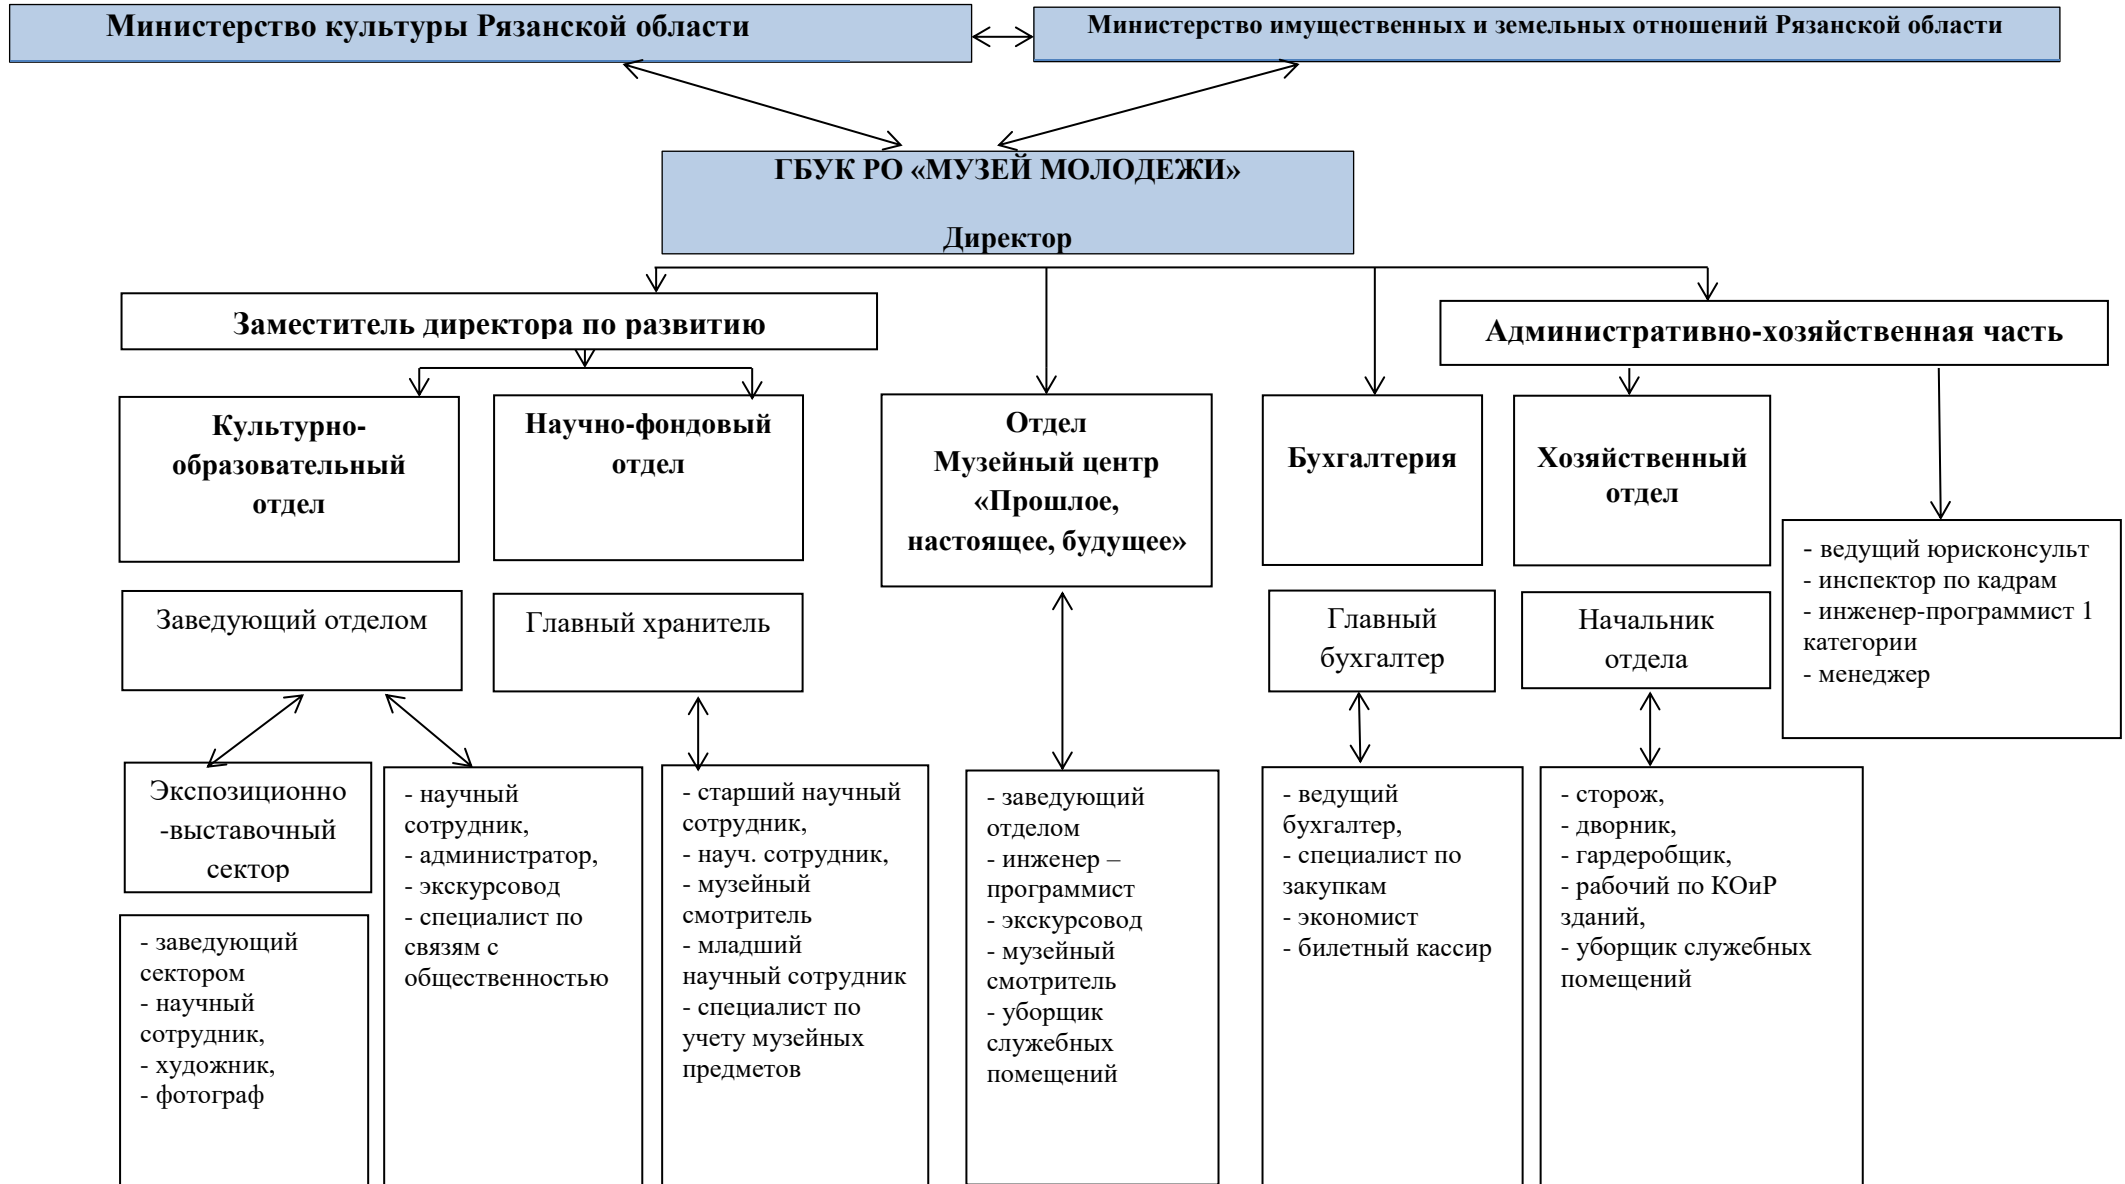 Министерство культуры Рязанской области
Министерство имущественных и земельных отношений Рязанской области
ГБУК РО «МУЗЕЙ МОЛОДЕЖИ»
Директор
Заместитель директора по развитию
Административно-хозяйственная часть
Культурно-
образовательный
отдел
Научно-фондовый
отдел
Отдел
Музейный центр
«Прошлое,
настоящее, будущее»
Бухгалтерия
Хозяйственный
отдел
- ведущий юрисконсульт
- инспектор по кадрам
- инженер-программист 1
категории
- менеджер
Заведующий отделом
Главный хранитель
Главный
бухгалтер
Начальник
отдела
Экспозиционно
-выставочный
сектор
- заведующий
сектором
- научный
сотрудник,
- художник,
- фотограф
- научный
сотрудник,
- администратор,
- экскурсовод
- специалист по
связям с
общественностью
- старший научный
сотрудник,
- науч. сотрудник,
- музейный
смотритель
- младший
научный сотрудник
- специалист по
учету музейных
предметов
- заведующий
отделом
- инженер –
программист
- экскурсовод
- музейный
смотритель
- уборщик
служебных
помещений
- ведущий
бухгалтер,
- специалист по
закупкам
- экономист
- билетный кассир
- сторож,
- дворник,
- гардеробщик,
- рабочий по КОиР
зданий,
- уборщик служебных
помещений